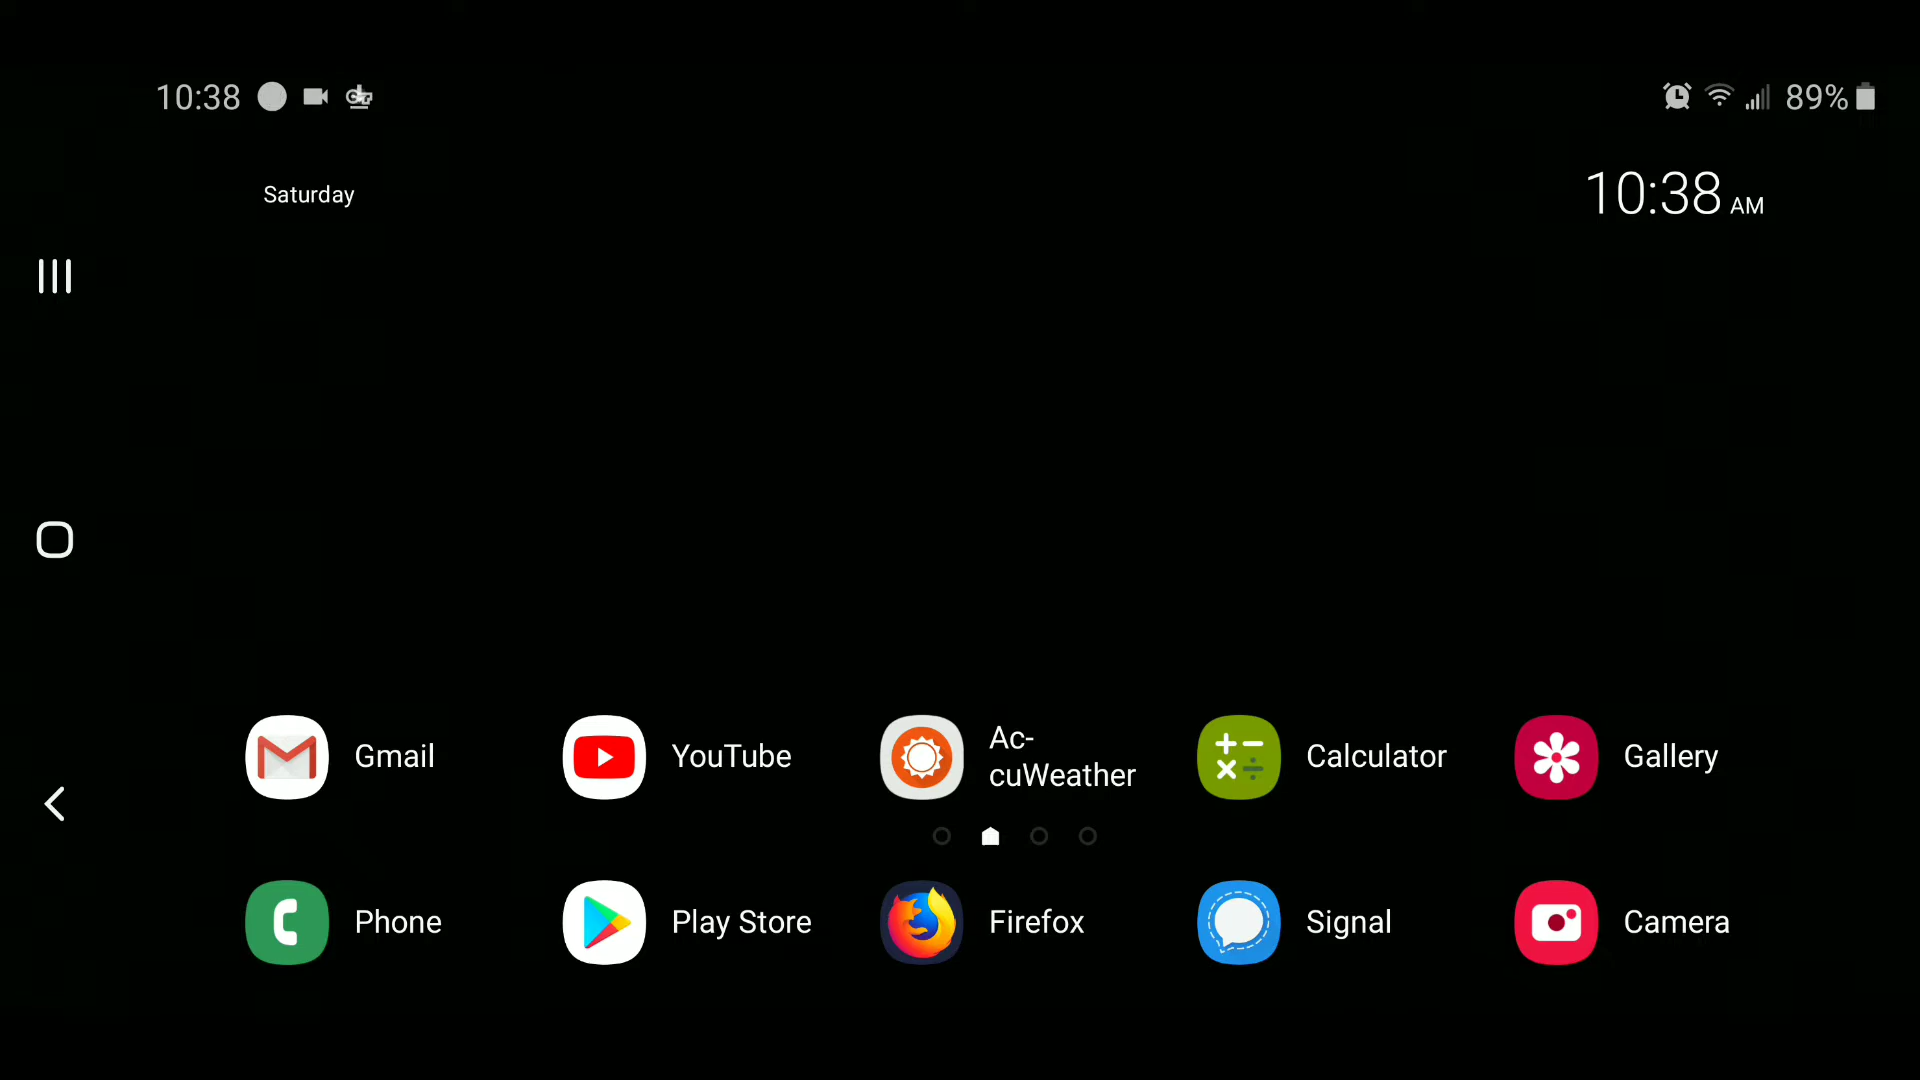 10:38
89%
Saturday
10:38 AM
Gmail
YouTube
Ac-
cuWeather
Calculator
Gallery
Phone
Play Store
Firefox
Signal
Camera